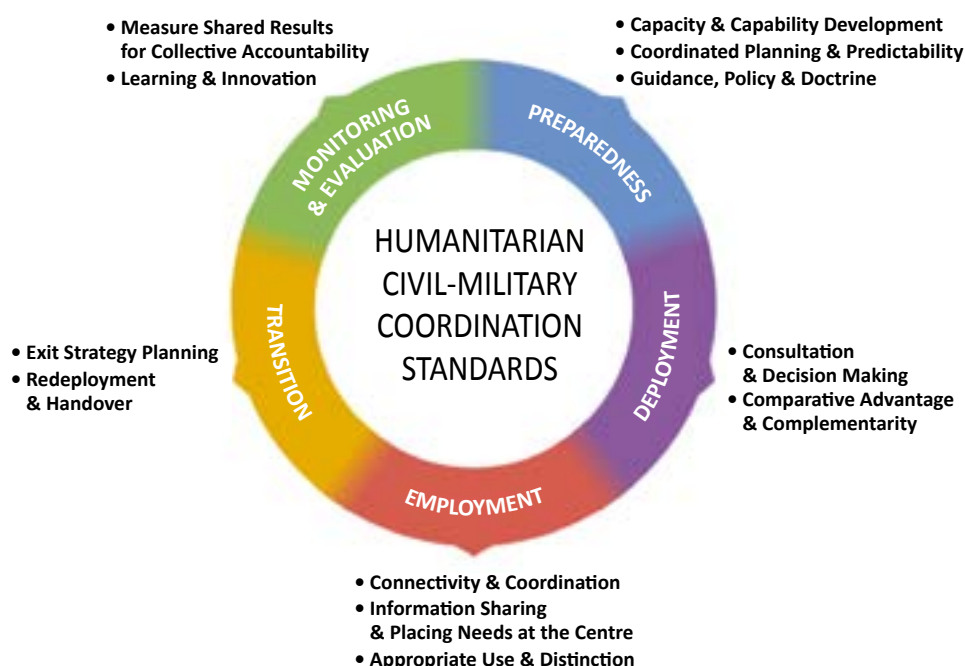 • Measure Shared Results
for Collective Accountability
• Learning & Innovation
• Capacity & Capability Development
• Coordinated Planning & Predictability
• Guidance, Policy & Doctrine
MONITORING
& EVALUATION
PREPAREDNESS
HUMANITARIAN
CIVIL-MILITARY
COORDINATION
STANDARDS
TRANSITION
DEPLOYMENT
• Exit Strategy Planning
• Redeployment
& Handover
• Consultation
& Decision Making
• Comparative Advantage
& Complementarity
EMPLOYMENT
• Connectivity & Coordination
• Information Sharing
& Placing Needs at the Centre
• Appropriate Use & Distinction